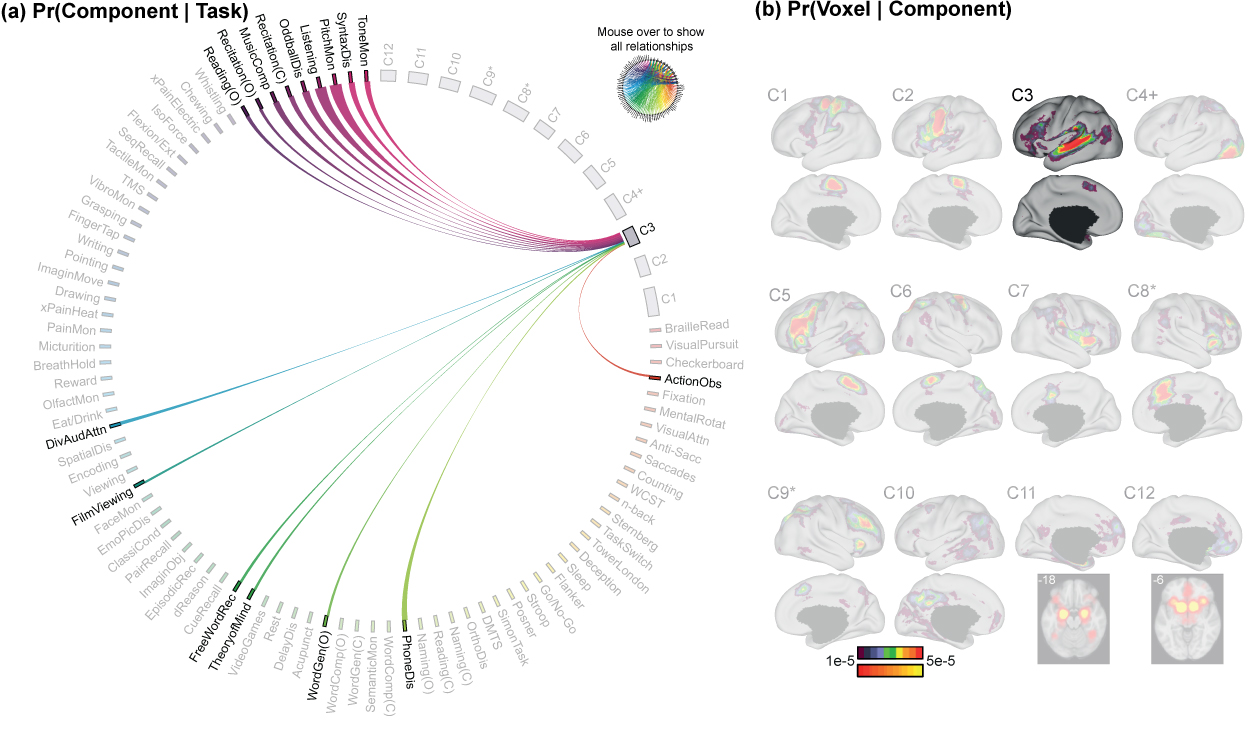 (a) Pr(Component | Task)
(b) Pr(Voxel | Component)
Mouse over to show
all relationships
ToneMon
SyntaxDis
PitchMon
Listening
OddballDis
Recitation(C)
MusicComp
Recitation(O)
Reading(O)
Whistling
Chewing
xPainElectric
IsoForce
Flexion/Ext
SeqRecall
TactileMon
TMS
VibroMon
Grasping
FingerTap
Writing
Pointing
ImaginMove
Drawing
xPainHeat
PainMon
Micturition
BreathHold
Reward
OlfactMon
Eat/Drink
DivAudAttn
SpatialDis
Encoding
Viewing
FilmViewing
FaceMon
EmoPicDis
ClassiCond
PairRecall
ImaginObj
EpisodicRec
dReason
CueRecall
FreeWordRec
TheoryofMind
VideoGames
Rest
DelayDis
Acupunct
WordGen(O)
WordComp(O)
WordGen(C)
SemanticMon
WordComp(C)
PhoneDis
Naming(O)
Reading(C)
Naming(C)
OrthoDis
DMTS
SimonTask
Posner
Stroop
Go/No-Go
Flanker
Sleep
Deception
TowerLondon
TaskSwitch
Sternberg
n-back
WCST
Counting
Saccades
Anti-Sacc
VisualAttn
MentalRotat
Fixation
ActionObs
Checkerboard
VisualPursuit
BrailleRead
C1
C2
C3
C4+
C5
C6
C7
C8*
C9*
C10
C11
C12
C1
C2
C3
C4+
C5
C6
C7
C8*
C9*
C10
C11
C12
-18
-6
1e-5
5e-5